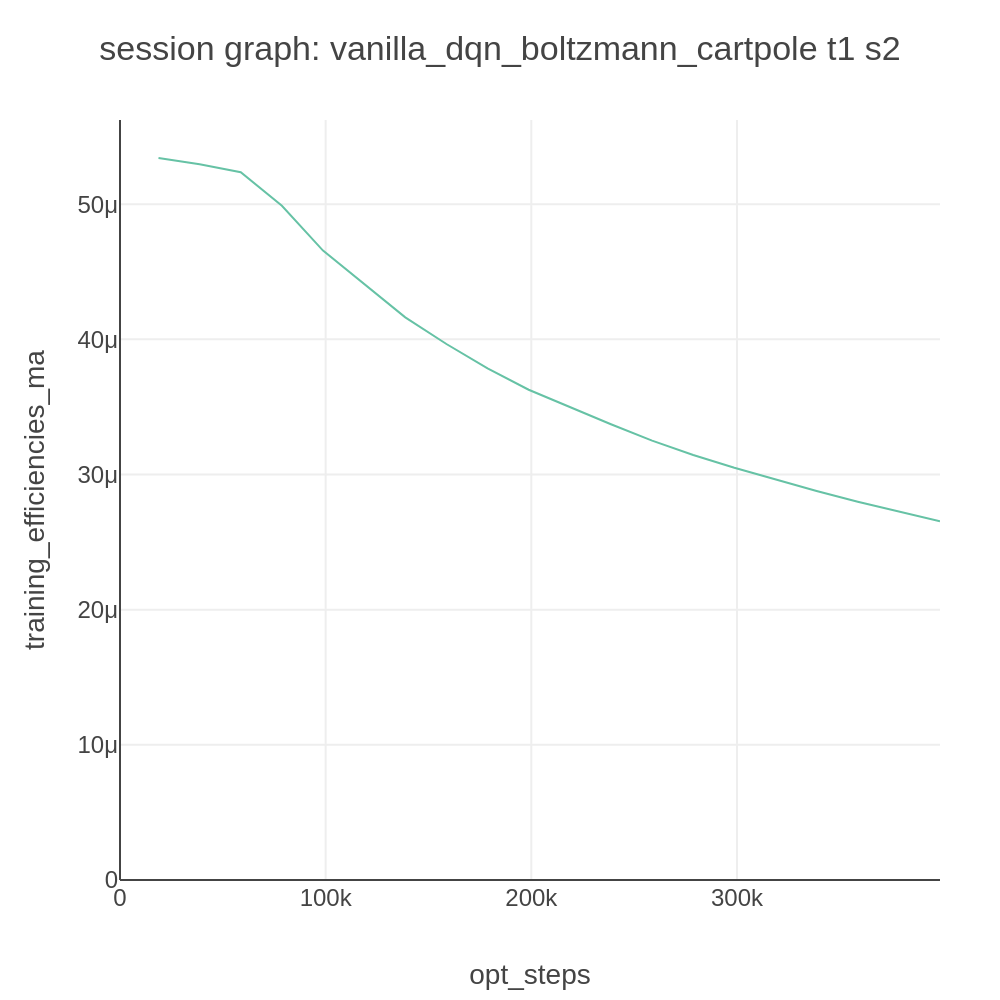 session graph: vanilla_dqn_boltzmann_cartpole t1 s2
training_efficiencies_ma
50μ
40μ
30μ
20μ
10μ
0
0
100k
200k
300k
opt_steps